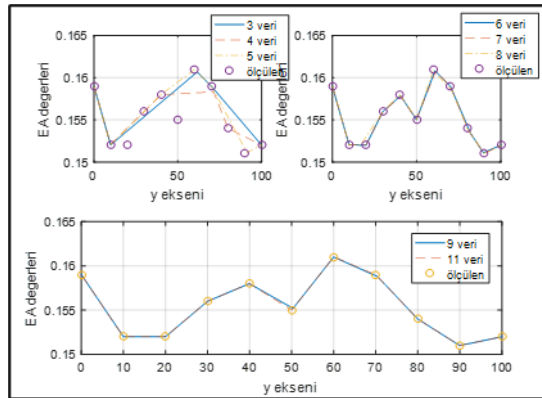 3 veri
4 veri
5 veri
ölçülen
0.165
0.16
0.155
0.15
EA degerleri
0
50
100
y ekseni
6 veri
7 veri
8 veri
ölçülen
0.165
0.16
0.155
0.15
EA degerleri
0
50
100
y ekseni
9 veri
11 veri
ölçülen
0.165
0.16
0.155
0.15
EA degerleri
0 10 20 30 40 50 60 70 80 90 100
y ekseni